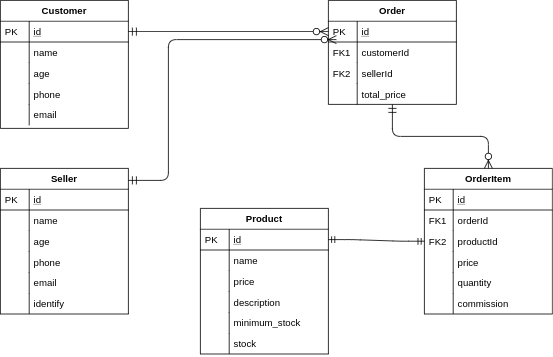 Customer
PK id
name
age
phone
email
Order
PK id
FK1 customerId
FK2 sellerId
total_price
Seller
PK id
name
age
phone
email
identify
Product
PK id
name
price
description
minimum_stock
stock
OrderItem
PK id
FK1 orderId
FK2 productId
price
quantity
commission